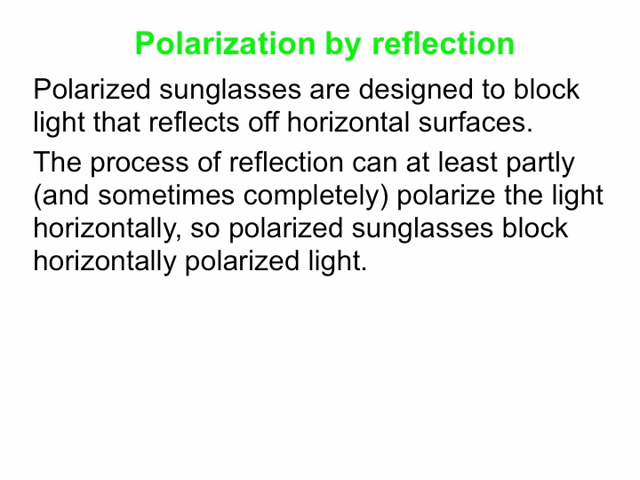 Polarization by reflection
Polarized sunglasses are designed to block
light that reflects off horizontal surfaces.
The process of reflection can at least partly
(and sometimes completely) polarize the light
horizontally, so polarized sunglasses block
horizontally polarized light.